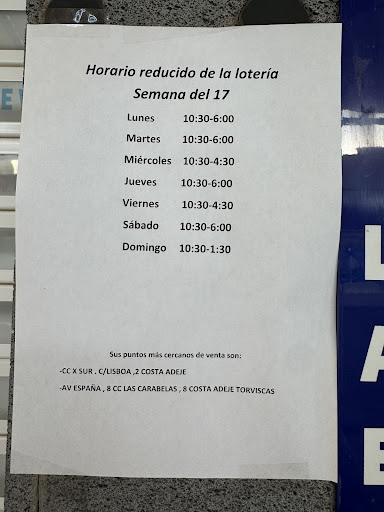 Horario reducido de la lotería
Semana del 17
Lunes 10:30-6:00
Martes 10:30-6:00
Miércoles 10:30-4:30
Jueves 10:30-6:00
Viernes 10:30-4:30
Sábado 10:30-6:00
Domingo 10:30-1:30
Sus puntos más cercanos de venta son:
-CC X SUR . C/LISBOA ,2 COSTA ADEJE
-AV ESPAÑA , 8 CC LAS CARABELAS , 8 COSTA ADEJE TORVISCAS
L
A
E